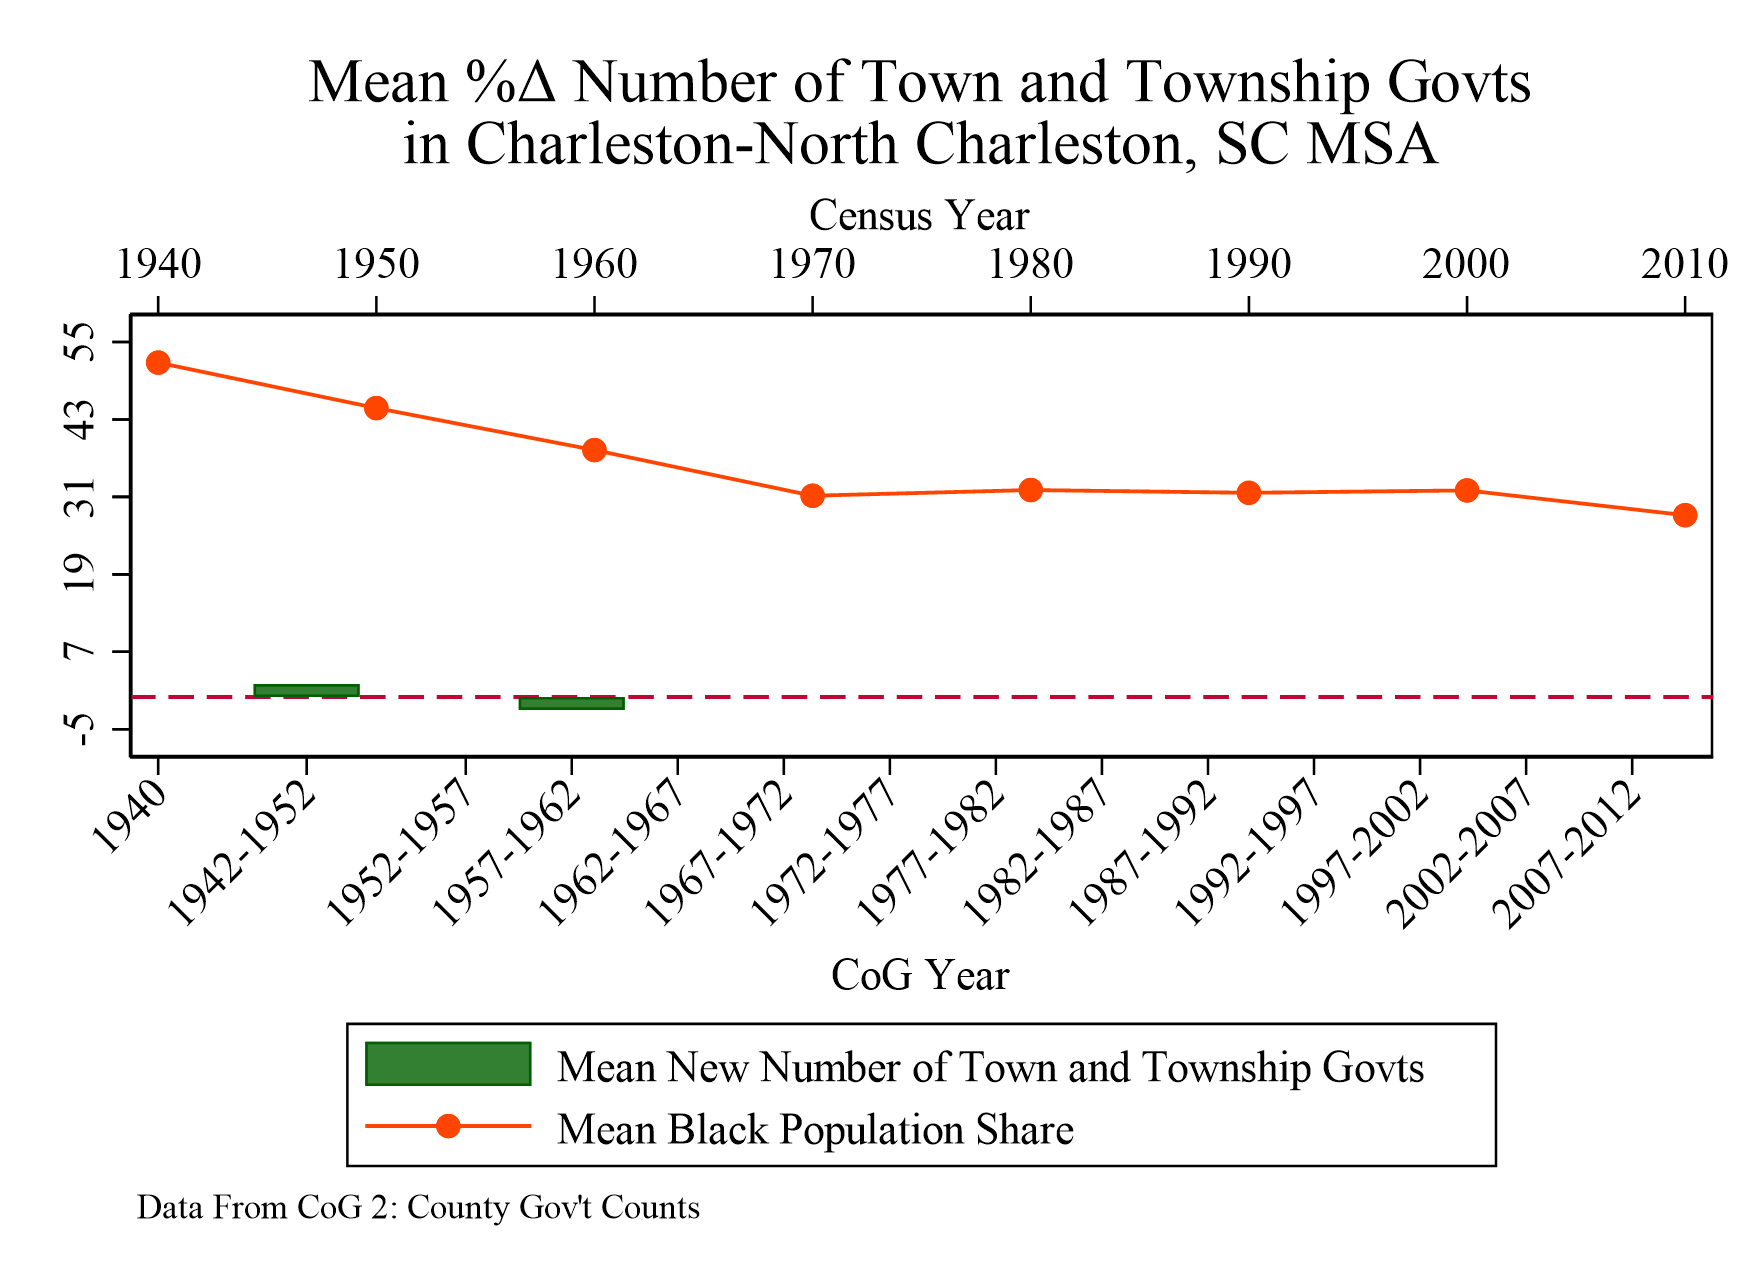 Mean %Δ Number of Town and Township Govts
in Charleston-North Charleston, SC MSA
Census Year
1940 1950 1960 1970 1980 1990 2000 2010
55
43
31
19
7
-5
1940 1942-1952 1952-1957 1957-1962 1962-1967 1967-1972 1972-1977 1977-1982 1982-1987 1987-1992 1992-1997 1997-2002 2002-2007 2007-2012
CoG Year
Mean New Number of Town and Township Govts
Mean Black Population Share
Data From CoG 2: County Gov't Counts